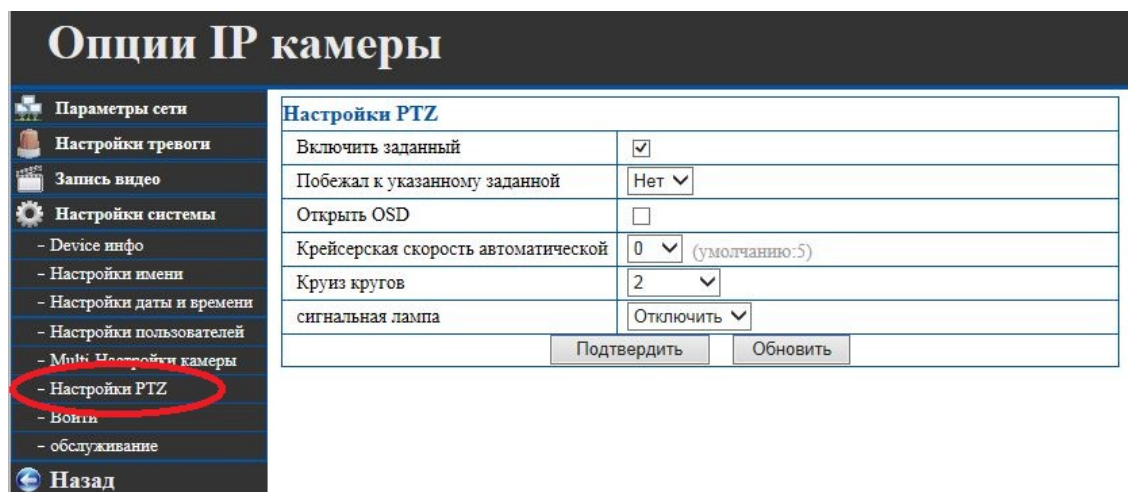 Опции IP камеры
Параметры сети
Настройки тревоги
Запись видео
Настройки системы
- Device инфо
- Настройки имени
- Настройки даты и времени
- Настройки пользователей
- Multi-Настройки камеры
- Настройки PTZ
- Войти
- обслуживание
Назад
Настройки PTZ
Включить заданный
Побежал к указанному заданной Нет
Открыть OSD
Крейсерская скорость автоматической 0 (умолчанию:5)
Круиз кругов 2
сигнальная лампа Отключить
Подтвердить Обновить